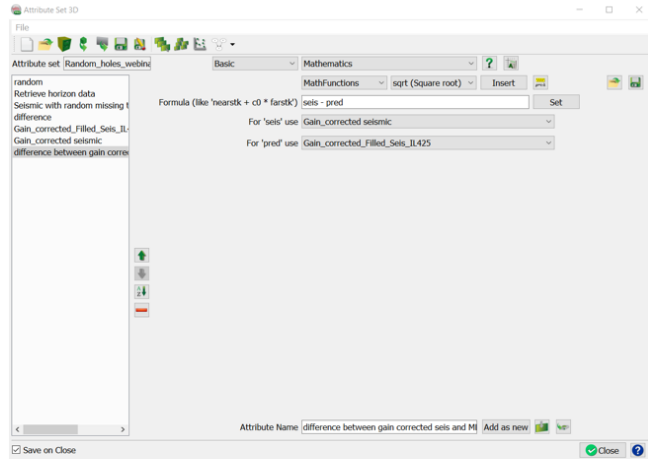 Attribute Set 3D
File
Attribute set Random_holes_webina Basic Mathematics ?
MathFunctions sqrt (Square root) Insert
Formula (like 'nearstk + c0 * farstk') seis - pred Set
For 'seis' use Gain_corrected seismic
For 'pred' use Gain_corrected_Filled_Seis_IL425
random
Retrieve horizon data
Seismic with random missing t
difference
Gain_corrected_Filled_Seis_IL
Gain_corrected seismic
difference between gain correc
Attribute Name difference between gain corrected seis and Ml Add as new
Save on Close Close ?